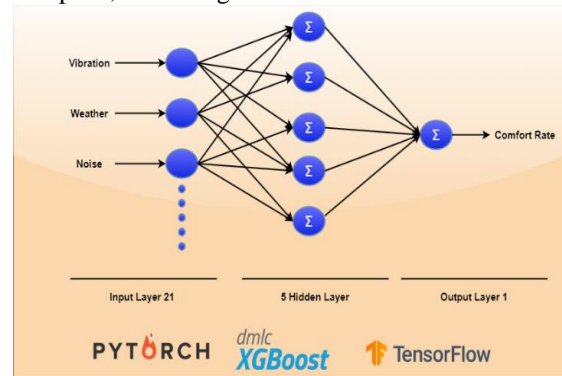 Vibration
Σ
Weather
Σ
Noise
Σ
Σ
Comfort Rate
Σ
Σ
Input Layer 21
5 Hidden Layer
Output Layer 1
PYTORCH
dmlc
XGBoost
TensorFlow